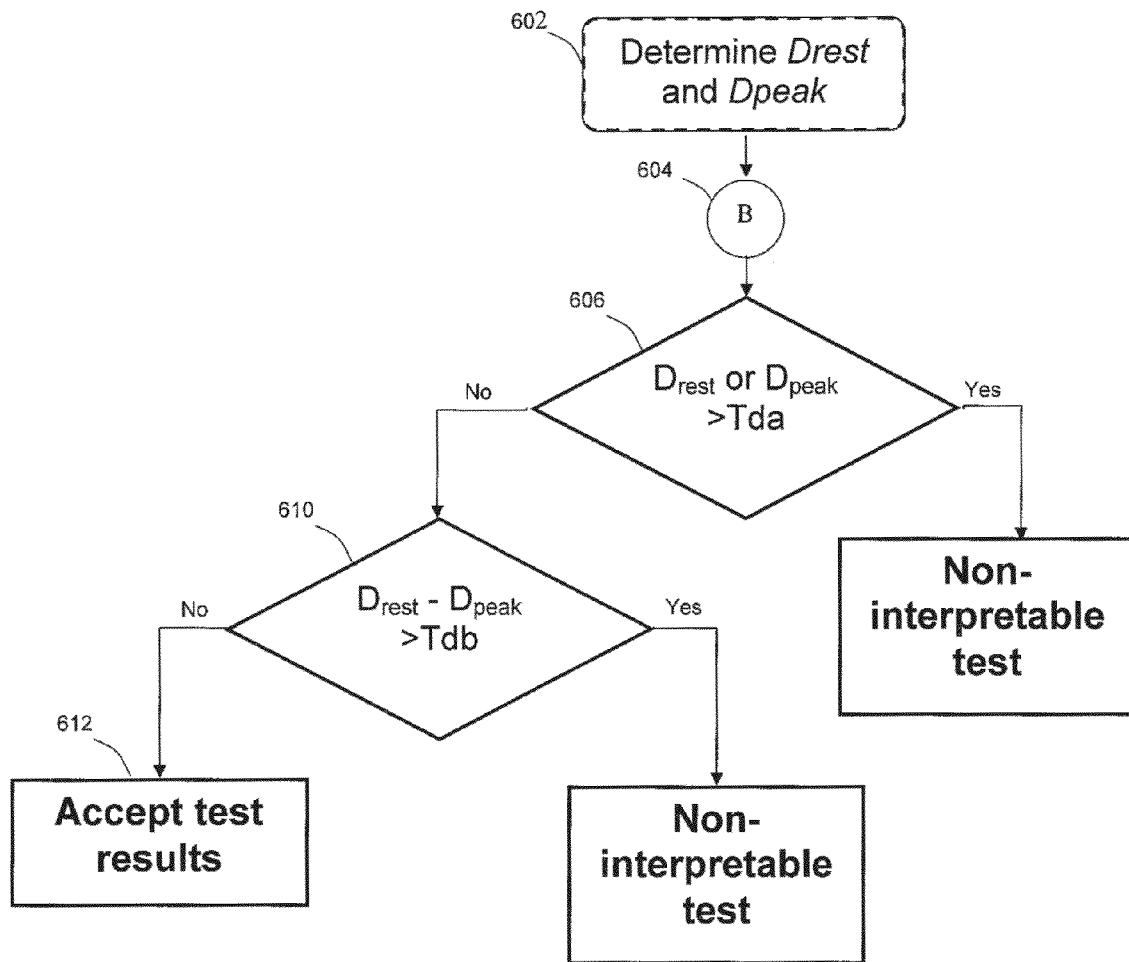 602
Determine Drest
and Dpeak
604
B
606
Drest or Dpeak
>Tda
No
Yes
610
Non-
interpretable
test
Drest - Dpeak
>Tdb
No
Yes
612
Accept test
results
Non-
interpretable
test